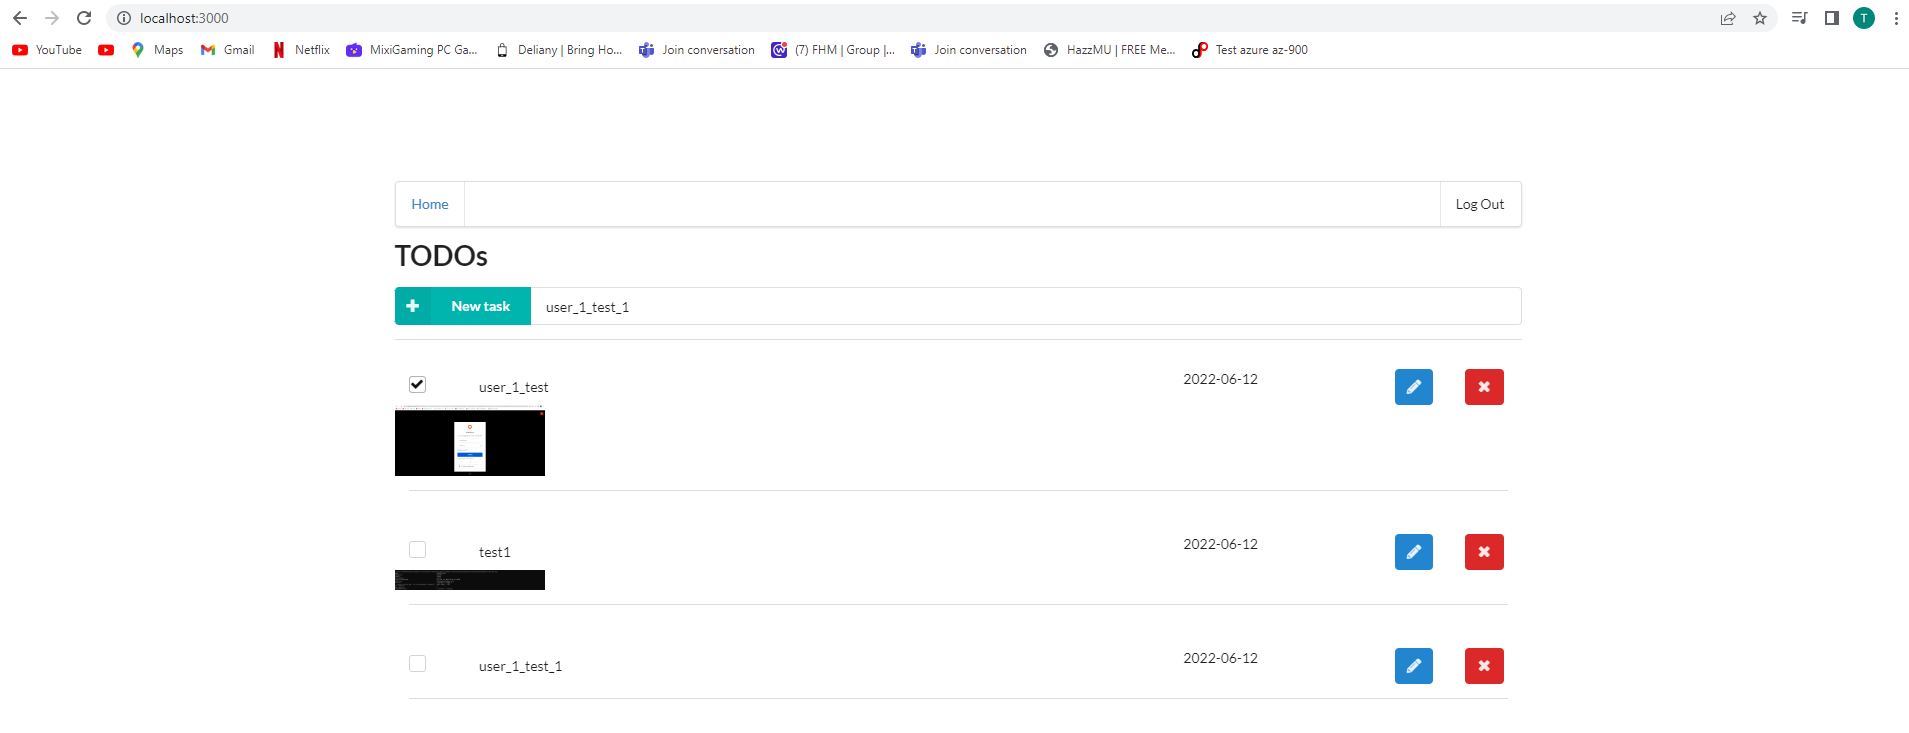 localhost:3000
T
YouTube Maps Gmail Netflix MixiGaming PC Ga... Deliany | Bring Ho... Join conversation (7) FHM | Group |... Join conversation HazzMU | FREE Me... Test azure az-900
Home Log Out
TODOs
New task user_1_test_1
user_1_test 2022-06-12
test1 2022-06-12
user_1_test_1 2022-06-12